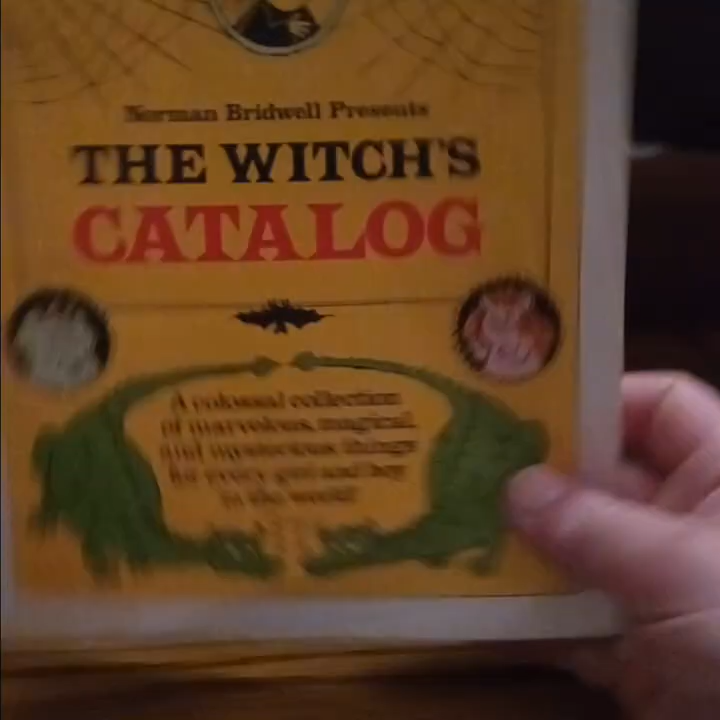 Norman Bridwell Presents
THE WITCH'S
CATALOG
A colossal collection
of marvelous, magical,
and mysterious things
for every girl and boy
in the world!